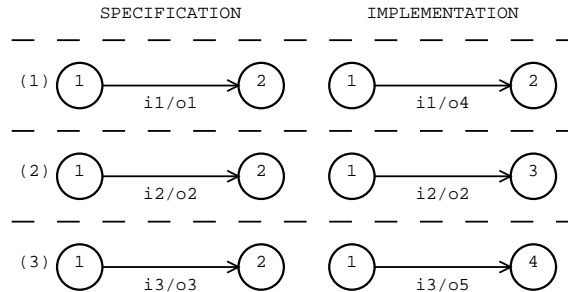 SPECIFICATION IMPLEMENTATION
(1) 1 2 1 2
i1/o1 i1/o4
(2) 1 2 1 3
i2/o2 i2/o2
(3) 1 2 1 4
i3/o3 i3/o5